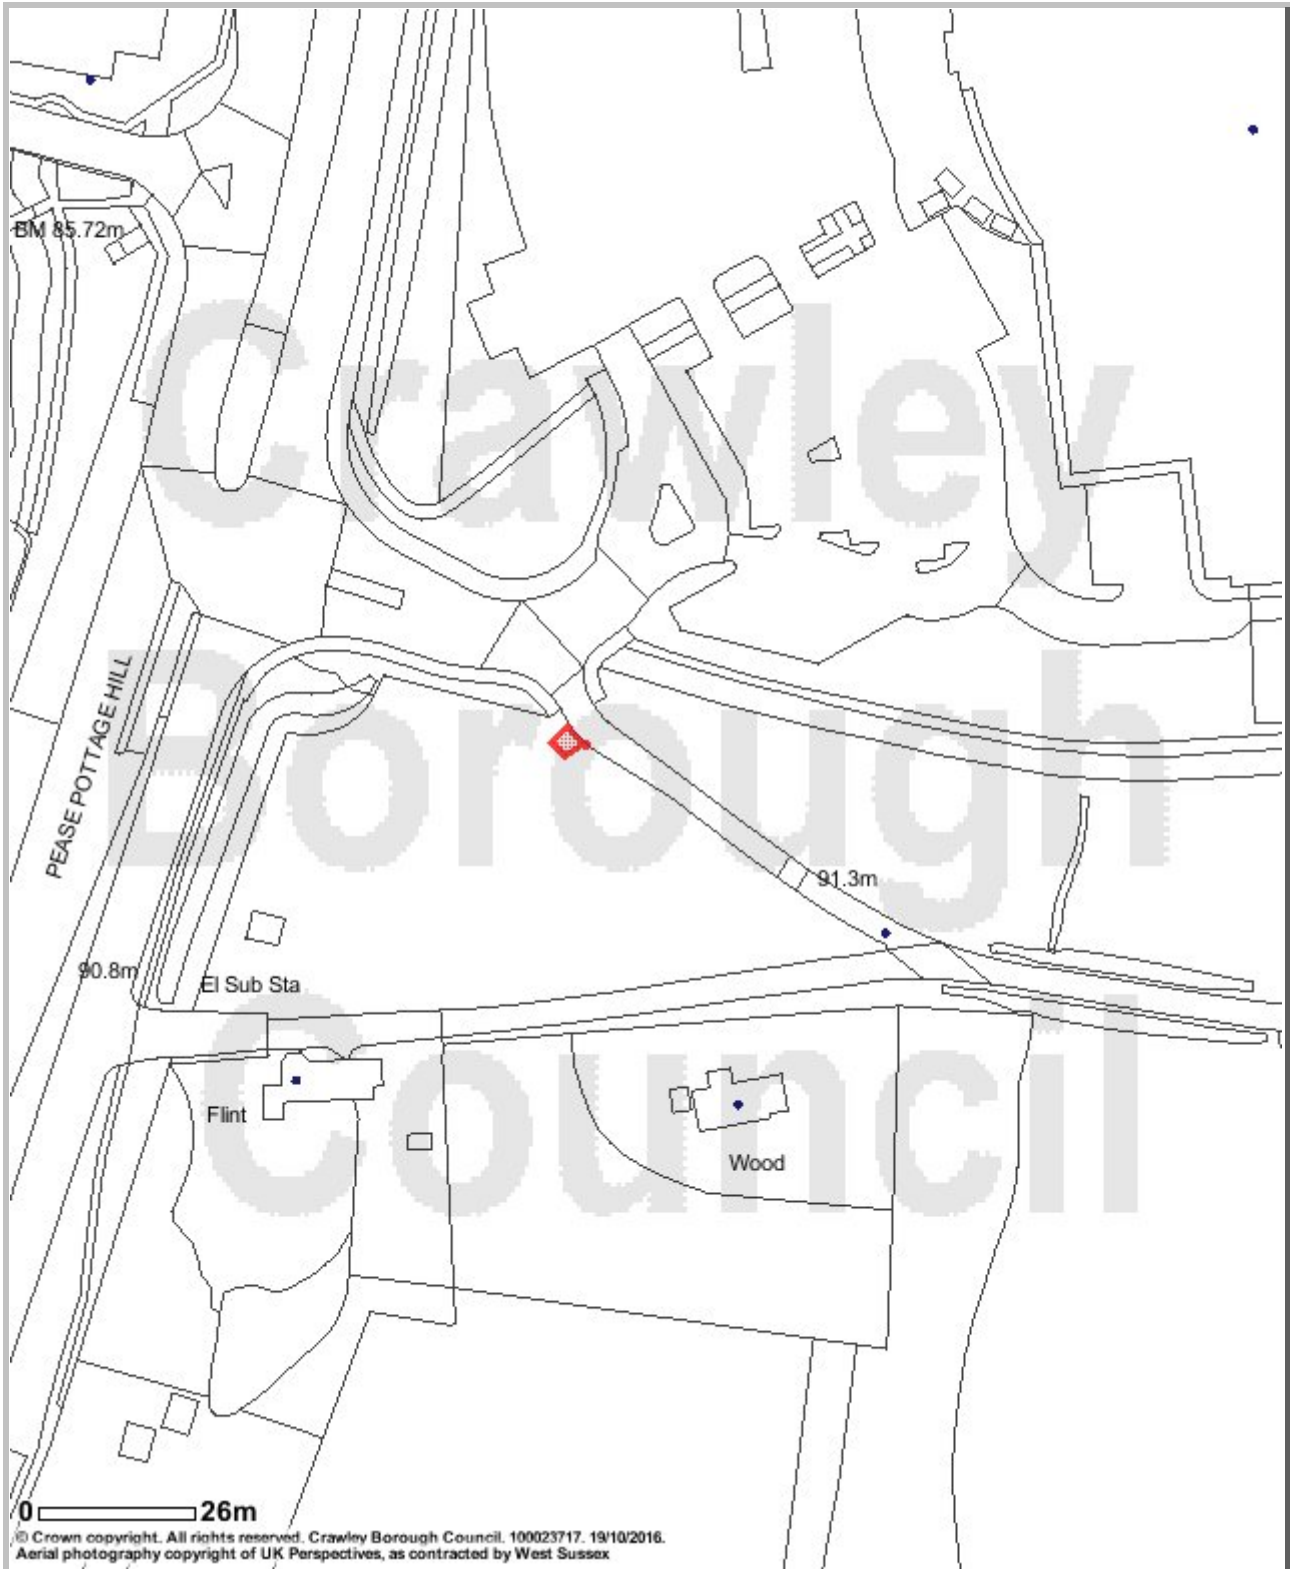 BM 85.72m
Crawley
PEASE POTTAGE HILL
Borough
91.3m
90.8m
El Sub Sta
Council
Flint
Wood
0 26m
© Crown copyright. All rights reserved. Crawley Borough Council. 100023717. 19/10/2016.
Aerial photography copyright of UK Perspectives, as contracted by West Sussex